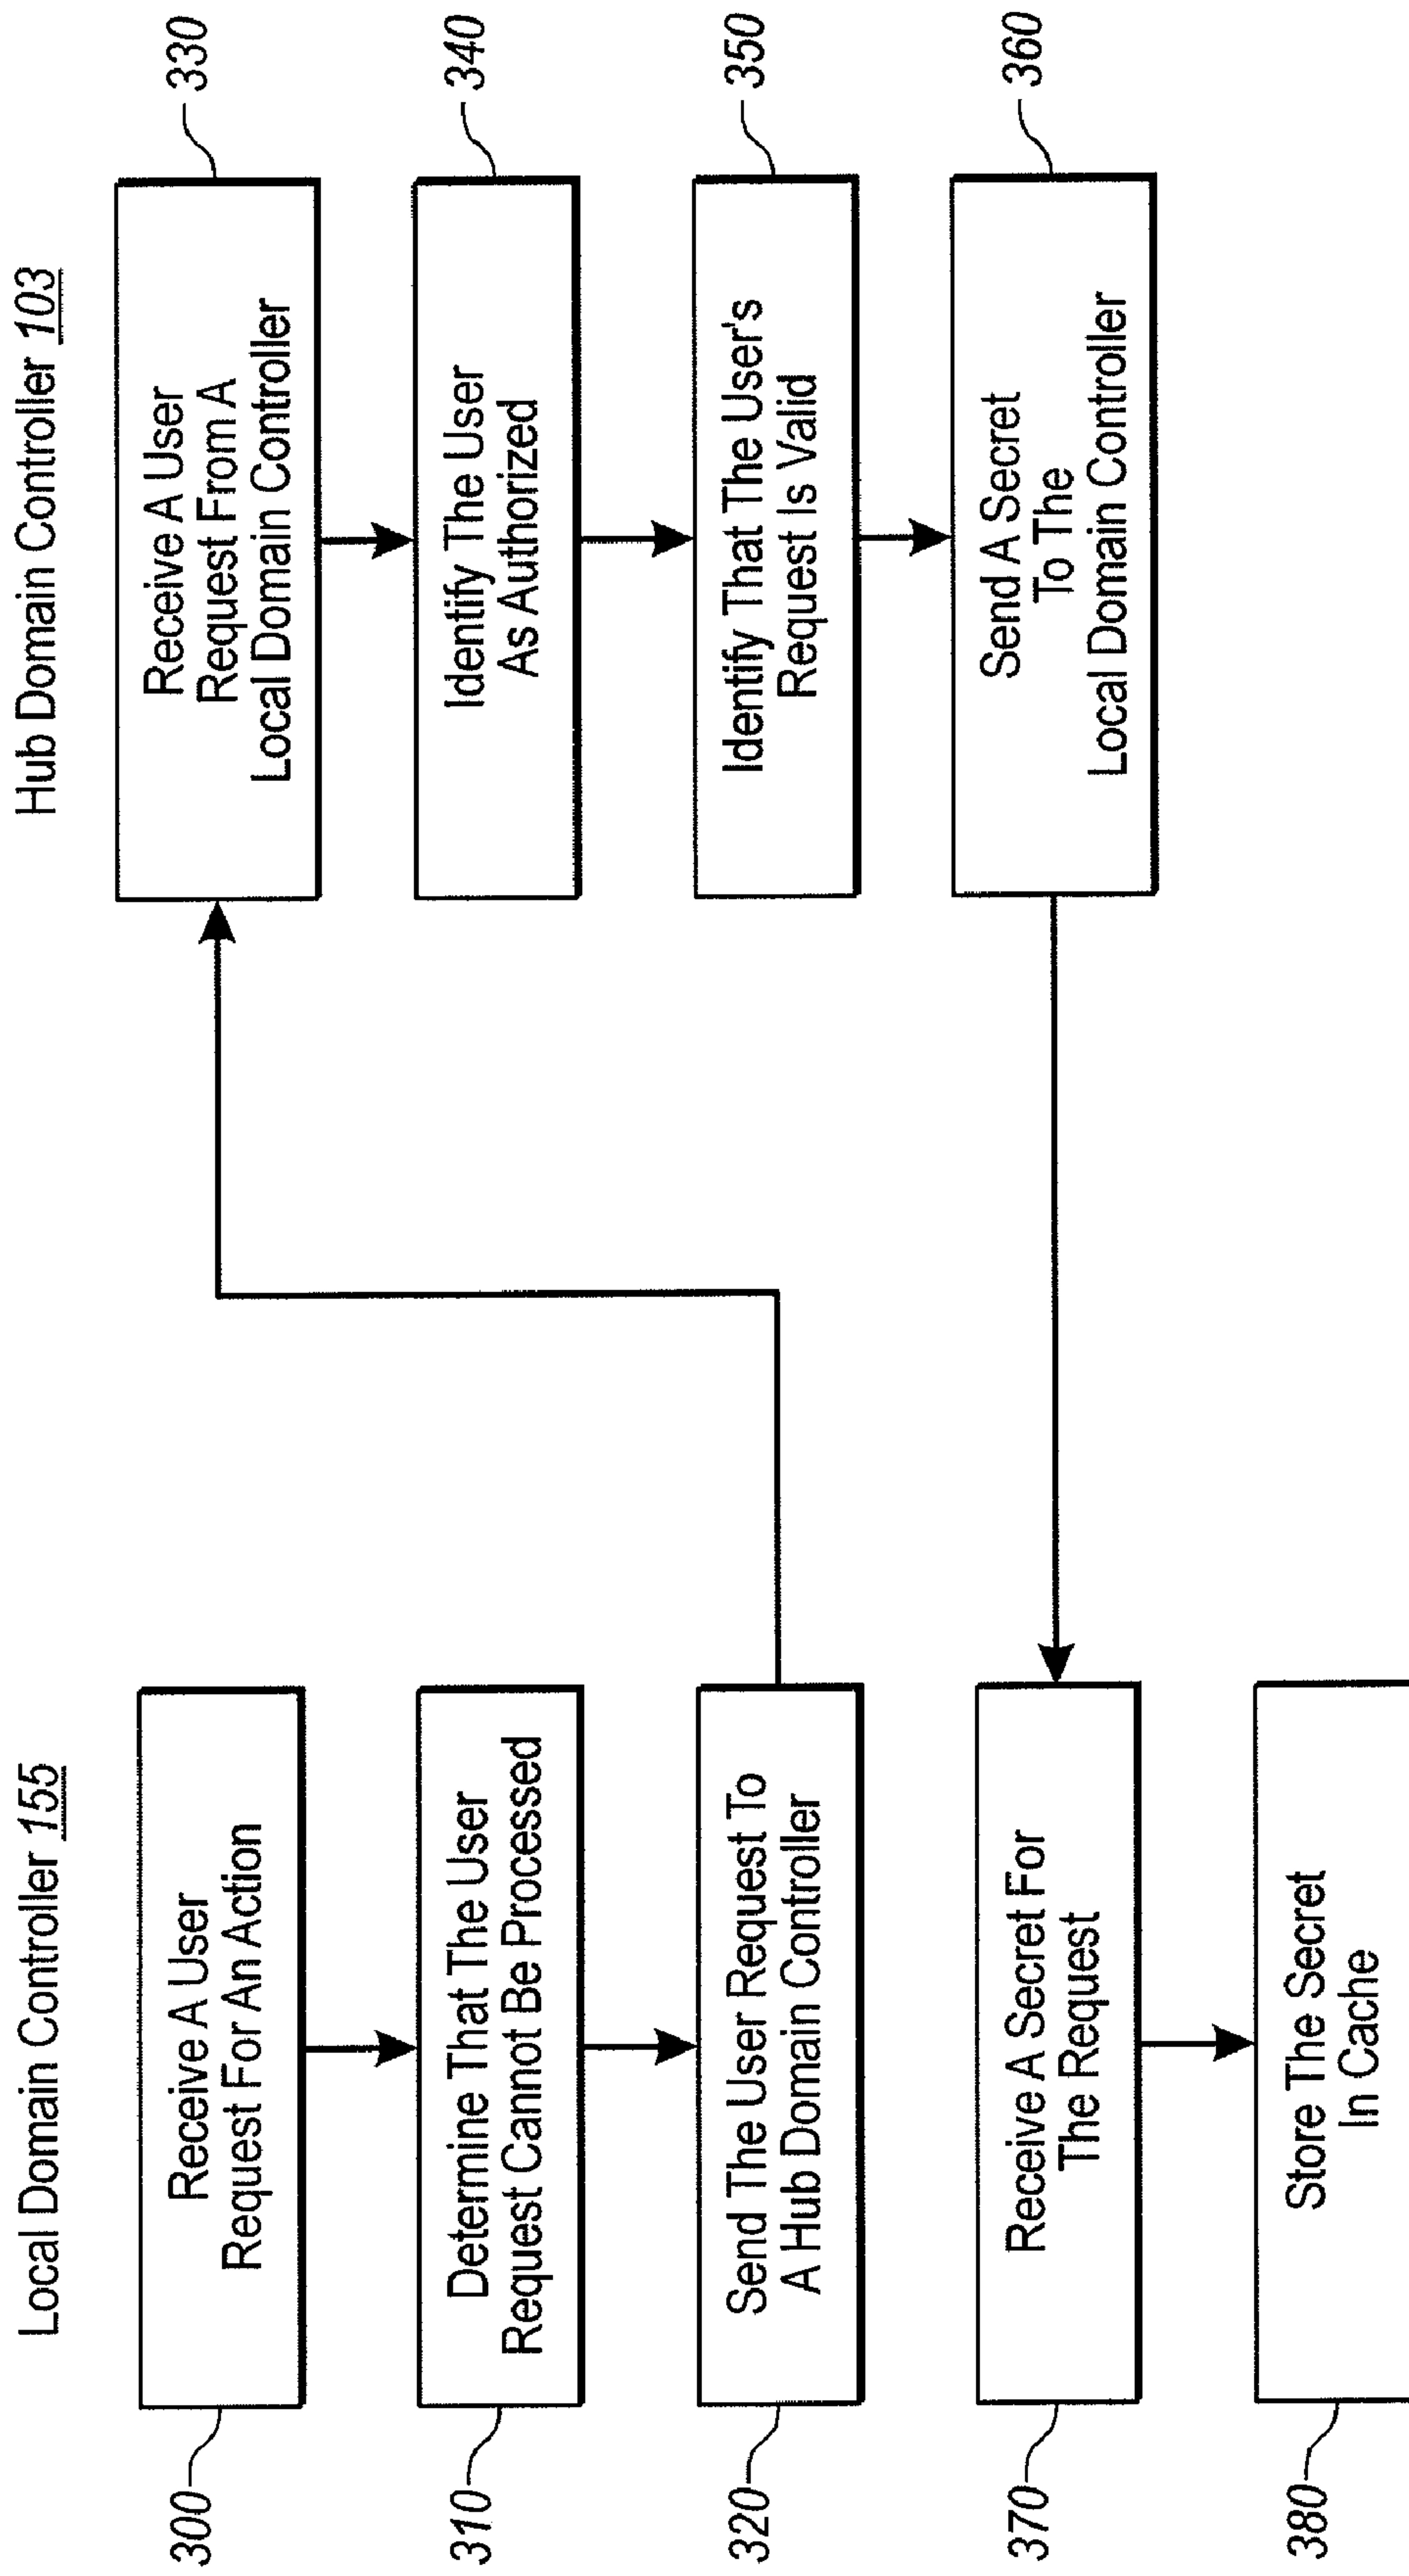 Local Domain Controller 155
Hub Domain Controller 103
300
Receive A User
Request For An Action
310
Determine That The User
Request Cannot Be Processed
320
Send The User Request To
A Hub Domain Controller
330
Receive A User
Request From A
Local Domain Controller
340
Identify The User
As Authorized
350
Identify That The User's
Request Is Valid
360
Send A Secret
To The
Local Domain Controller
370
Receive A Secret For
The Request
380
Store The Secret
In Cache